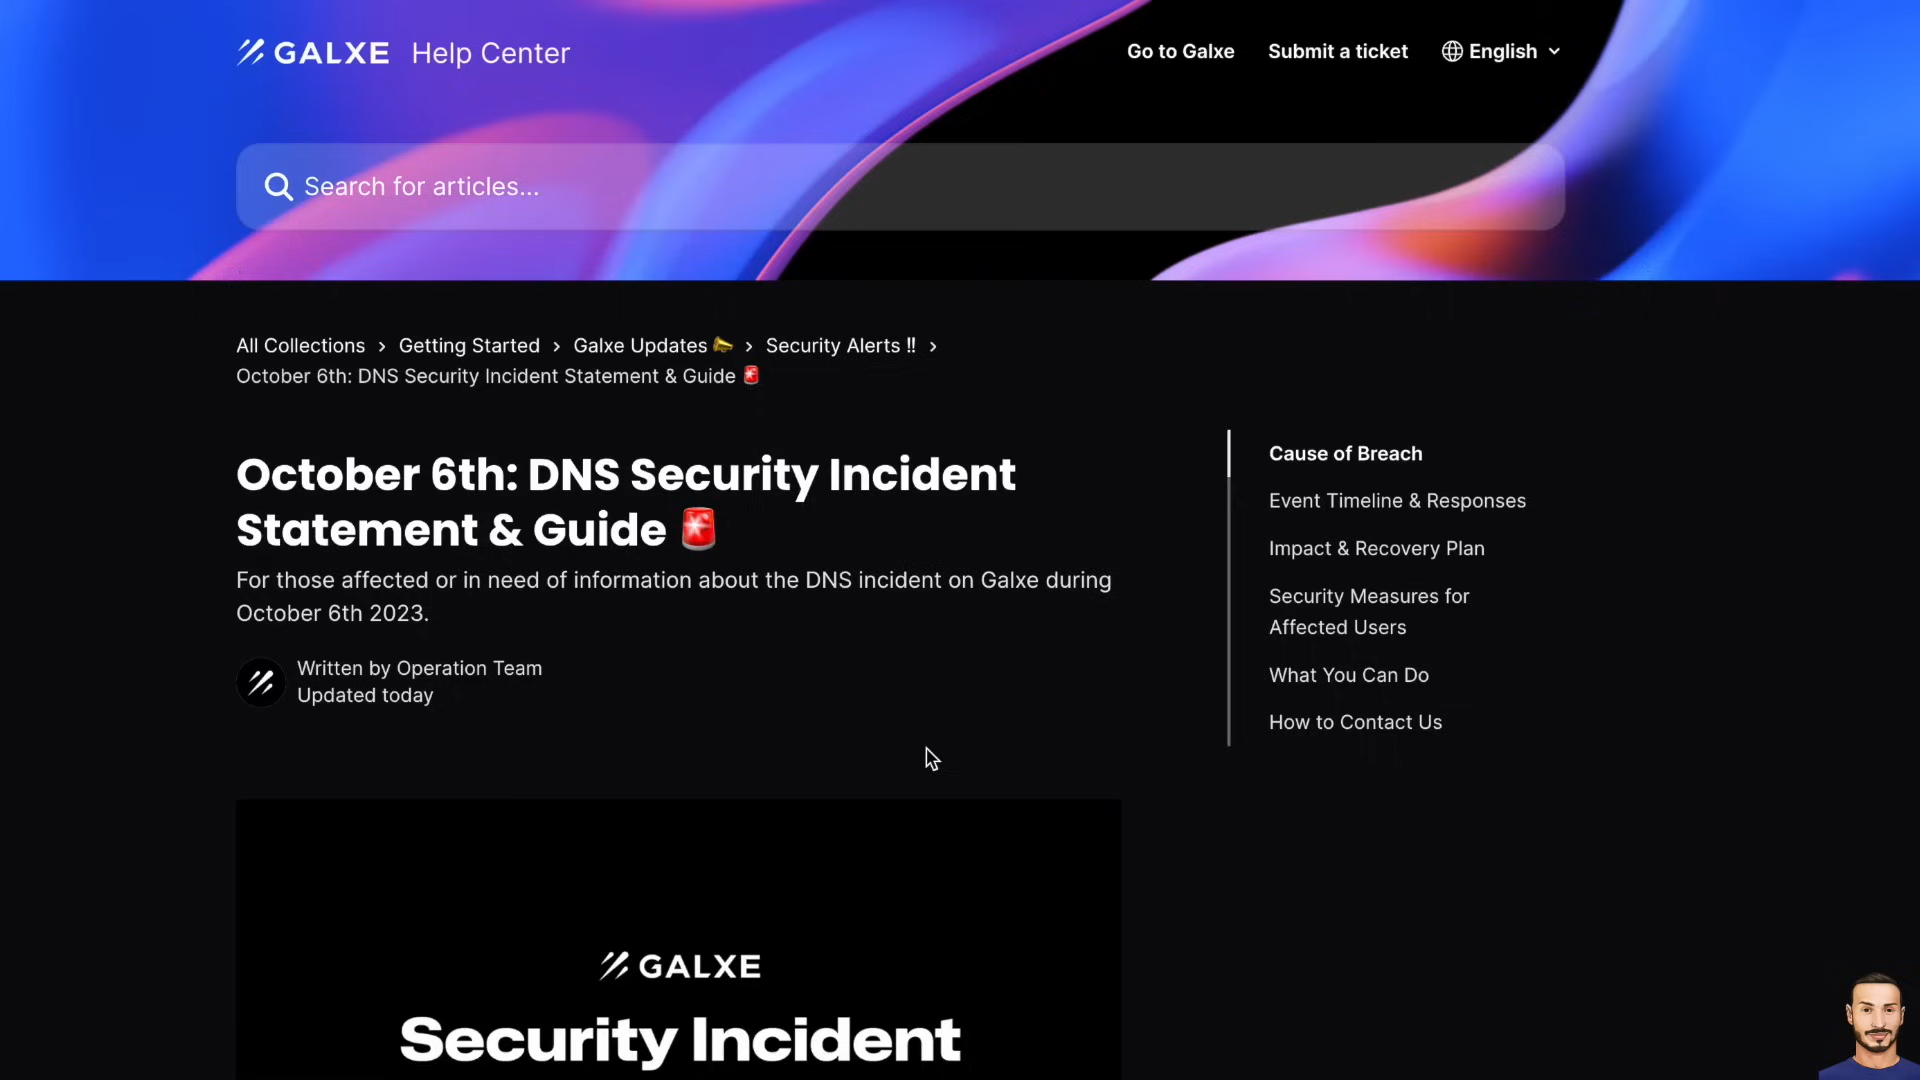 GALXE Help Center
Go to Galxe
Submit a ticket
English
Search for articles...
All Collections > Getting Started > Galxe Updates 📣 > Security Alerts ‼ >
October 6th: DNS Security Incident Statement & Guide 🚨
October 6th: DNS Security Incident
Statement & Guide 🚨
For those affected or in need of information about the DNS incident on Galxe during
October 6th 2023.
Written by Operation Team
Updated today
Cause of Breach
Event Timeline & Responses
Impact & Recovery Plan
Security Measures for
Affected Users
What You Can Do
How to Contact Us
GALXE
Security Incident